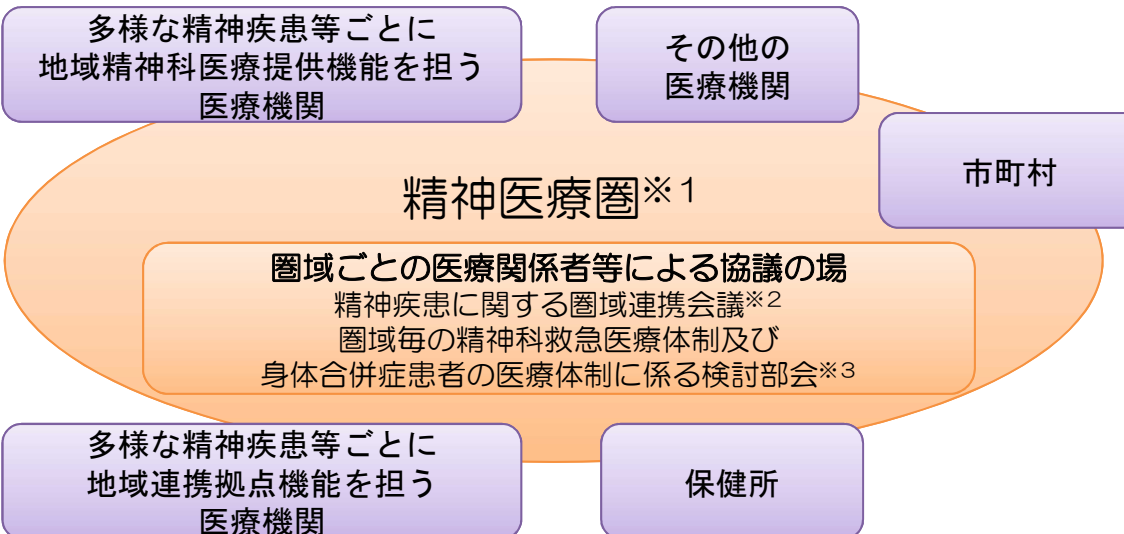 多様な精神疾患等ごとに
地域精神科医療提供機能を担う
医療機関
その他の
医療機関
市町村
精神医療圏※1
圏域ごとの医療関係者等による協議の場
精神疾患に関する圏域連携会議※2
圏域毎の精神科救急医療体制及び
身体合併症患者の医療体制に係る検討部会※3
多様な精神疾患等ごとに
地域連携拠点機能を担う
医療機関
保健所